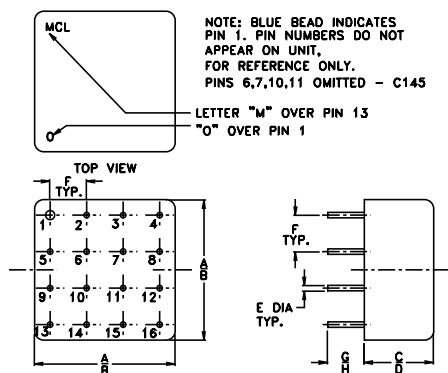 MCL
O
NOTE: BLUE BEAD INDICATES
PIN 1. PIN NUMBERS DO NOT
APPEAR ON UNIT,
FOR REFERENCE ONLY.
PINS 6,7,10,11 OMITTED – C145
LETTER "M" OVER PIN 13
"O" OVER PIN 1
TOP VIEW
F
TYP.
1 2 3 4
5 6 7 8
9 10 11 12
13 14 15 16
A
B
A
B
F
TYP.
E DIA
TYP.
G
H
C
D